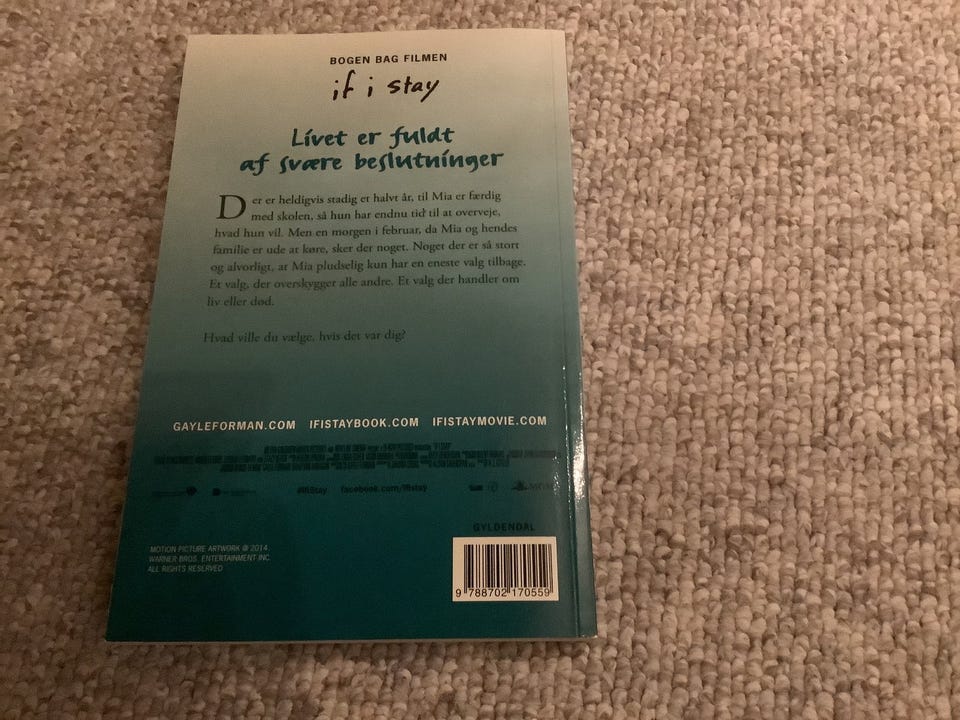 BOGEN BAG FILMEN
if i stay
Livet er fuldt
af svære beslutninger
Der er heldigvis stadig et halvt år, til Mia er færdig
med skolen, så hun har endnu tid til at overveje,
hvad hun vil. Men en morgen i februar, da Mia og hendes
familie er ude at køre, sker der noget. Noget der er så stort
og alvorligt, at Mia pludselig kun har en eneste valg tilbage.
Et valg, der overskygger alle andre. Et valg der handler om
liv eller død.
Hvad ville du vælge, hvis det var dig?
GAYLEFORMAN.COM IFISTAYBOOK.COM IFISTAYMOVIE.COM
#IfIStay facebook.com/ifistay
GYLDENDAL
MOTION PICTURE ARTWORK @ 2014.
WARNER BROS. ENTERTAINMENT INC.
ALL RIGHTS RESERVED
9 788702 170559